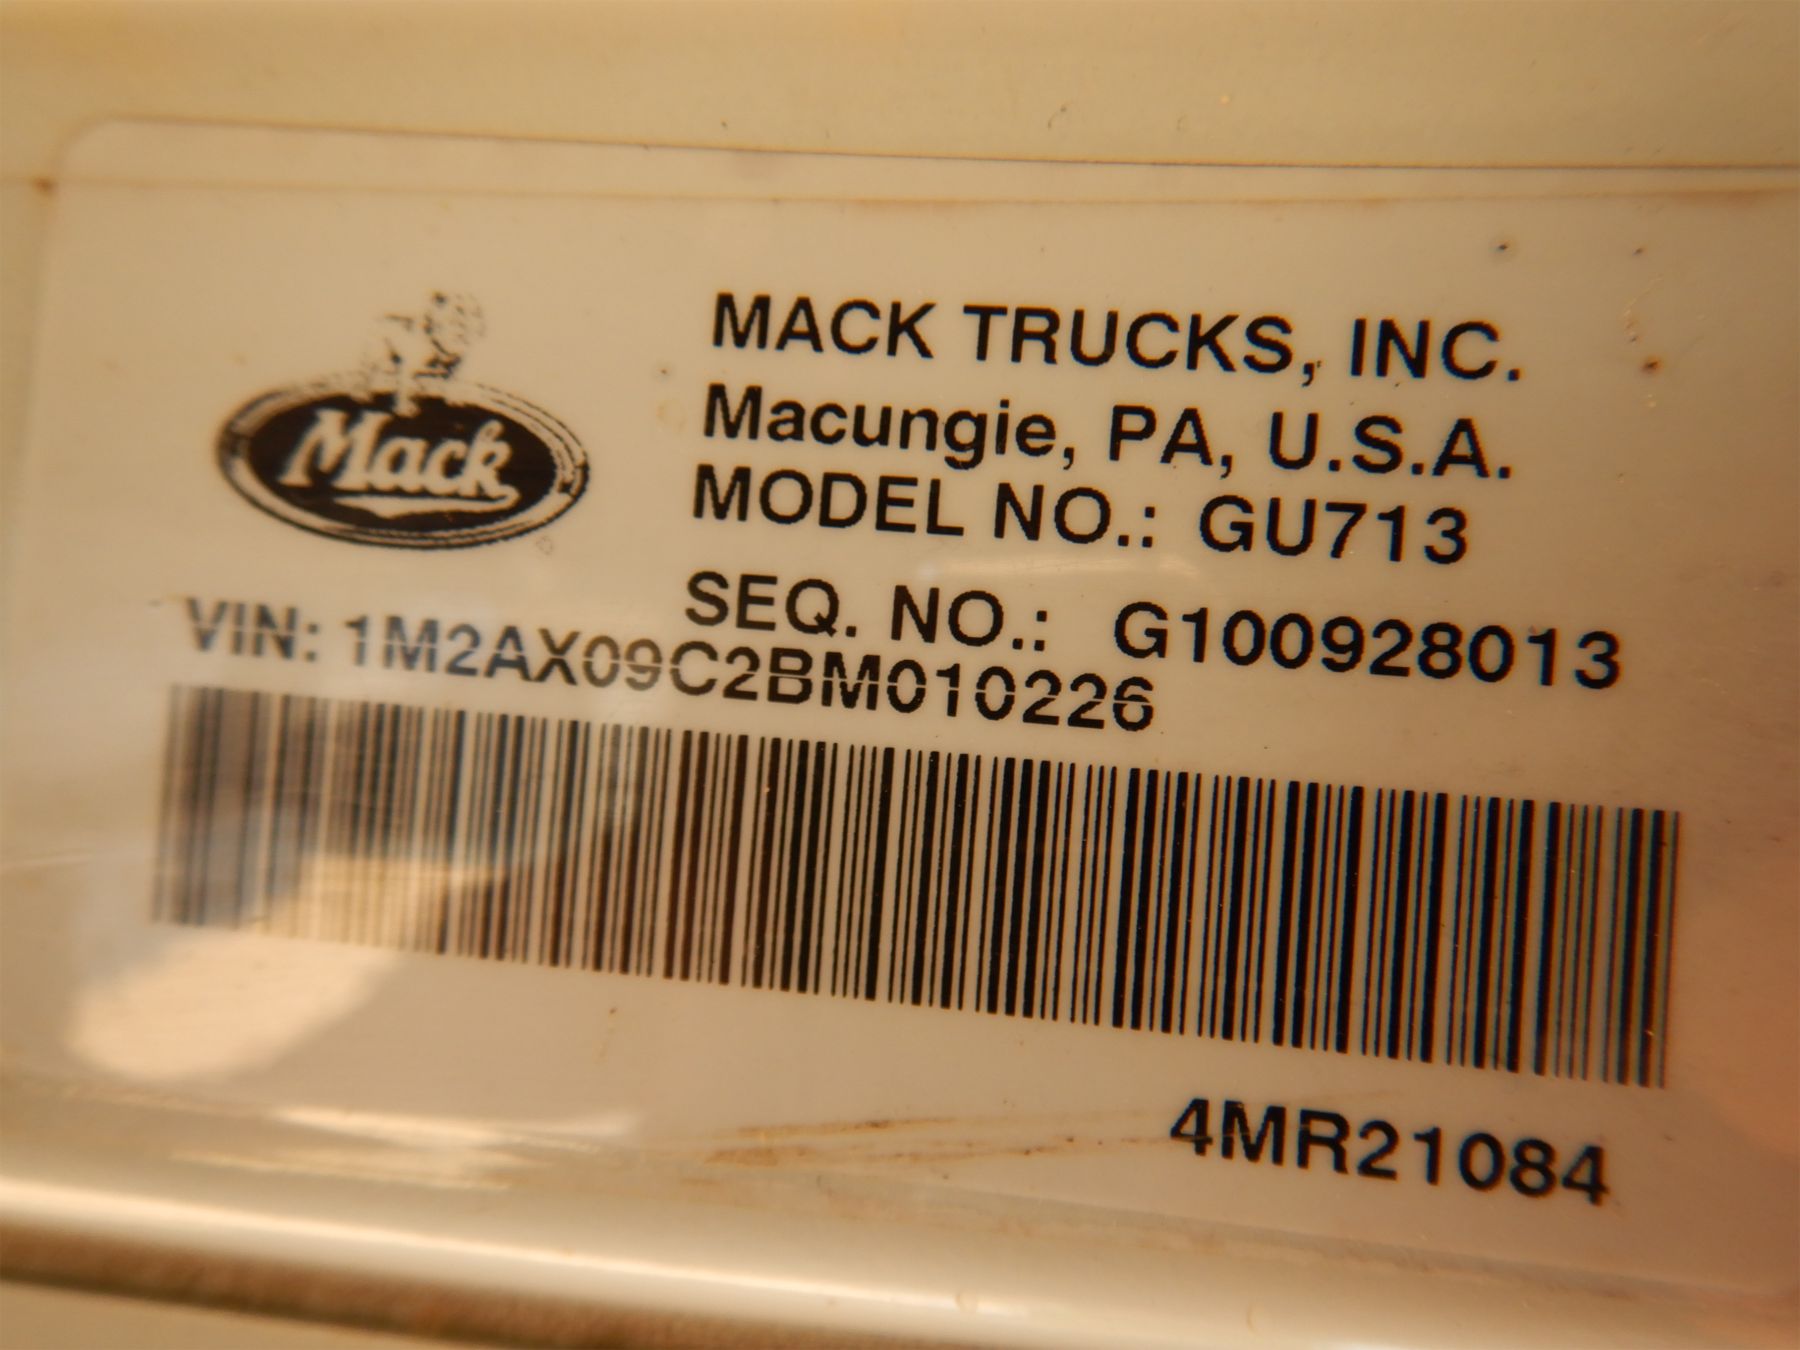 MACK TRUCKS, INC.
Macungie, PA, U.S.A.
Mack
MODEL NO.: GU713
SEQ. NO.: G100928013
VIN: 1M2AX09C2BM010226
4MR21084